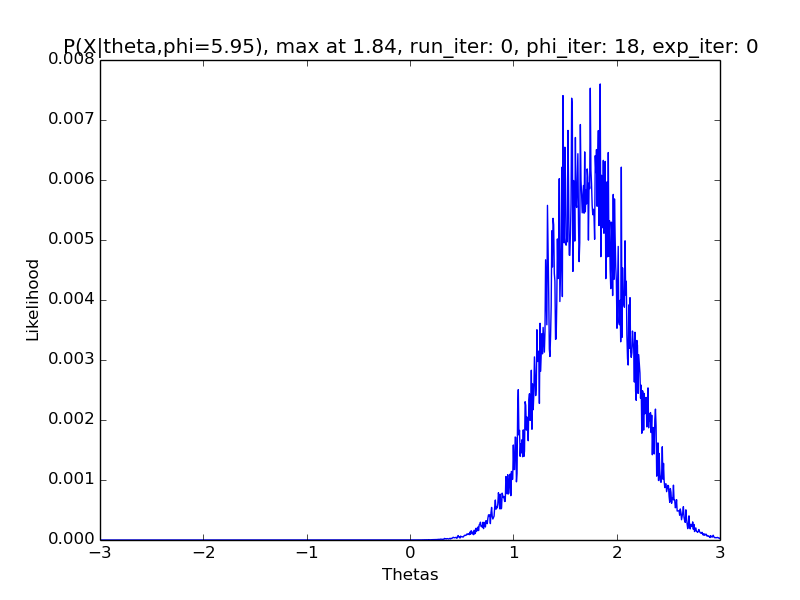 P(X|theta,phi=5.95), max at 1.84, run_iter: 0, phi_iter: 18, exp_iter: 0
0.008
0.007
0.006
0.005
0.004
0.003
0.002
0.001
0.000
Likelihood
−3 −2 −1 0 1 2 3
Thetas